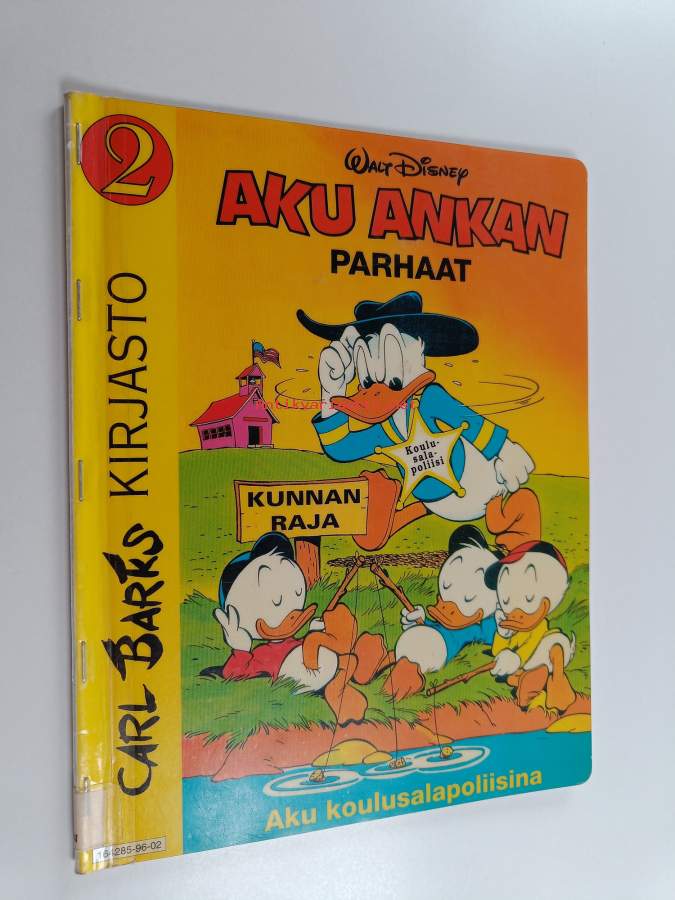 2
CARL BARKS KIRJASTO
WALT DISNEY
AKU ANKAN
PARHAAT
Koulu-
sala-
poliisi
KUNNAN
RAJA
Aku koulusalapoliisina
164285-96-02